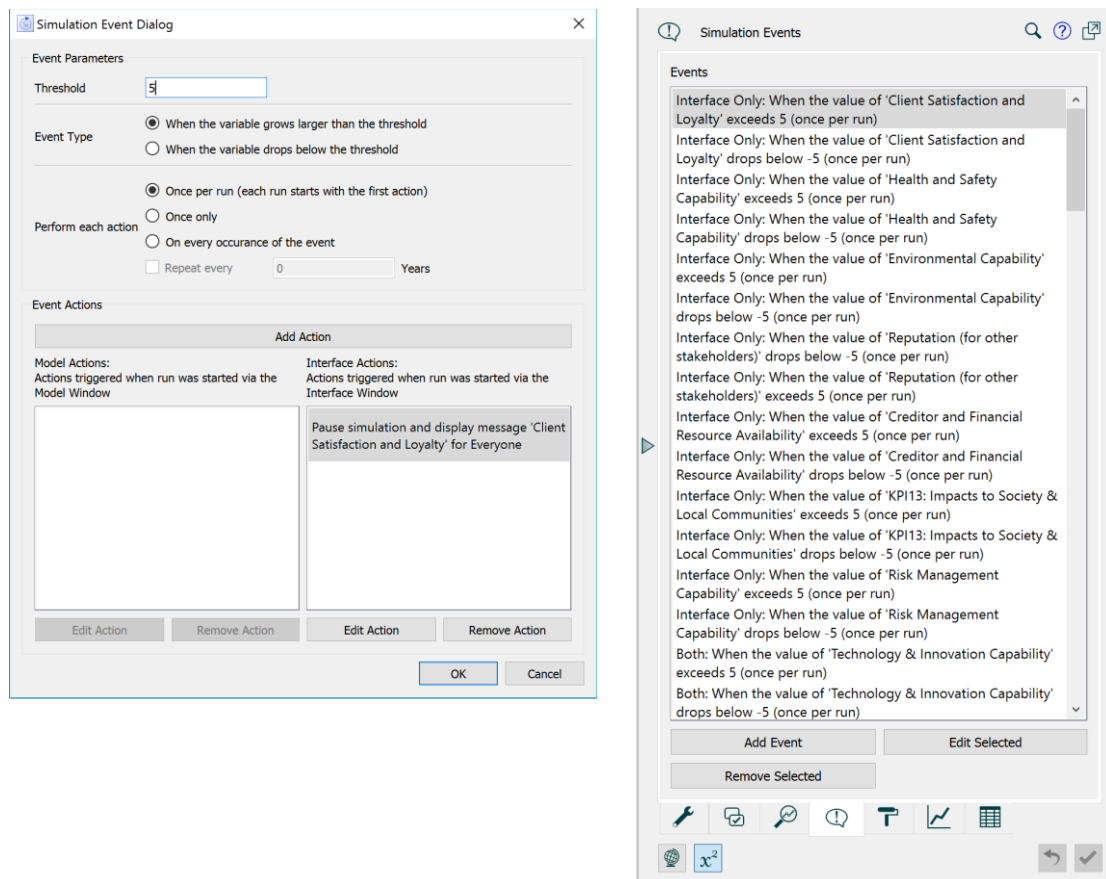 Simulation Event Dialog
Event Parameters
Threshold
5
Event Type
When the variable grows larger than the threshold
When the variable drops below the threshold
Perform each action
Once per run (each run starts with the first action)
Once only
On every occurance of the event
Repeat every
0
Years
Event Actions
Add Action
Model Actions:
Actions triggered when run was started via the
Model Window
Interface Actions:
Actions triggered when run was started via the
Interface Window
Pause simulation and display message 'Client
Satisfaction and Loyalty' for Everyone
Edit Action
Remove Action
Edit Action
Remove Action
OK
Cancel
Simulation Events
Events
Interface Only: When the value of 'Client Satisfaction and
Loyalty' exceeds 5 (once per run)
Interface Only: When the value of 'Client Satisfaction and
Loyalty' drops below -5 (once per run)
Interface Only: When the value of 'Health and Safety
Capability' exceeds 5 (once per run)
Interface Only: When the value of 'Health and Safety
Capability' drops below -5 (once per run)
Interface Only: When the value of 'Environmental Capability'
exceeds 5 (once per run)
Interface Only: When the value of 'Environmental Capability'
drops below -5 (once per run)
Interface Only: When the value of 'Reputation (for other
stakeholders)' drops below -5 (once per run)
Interface Only: When the value of 'Reputation (for other
stakeholders)' exceeds 5 (once per run)
Interface Only: When the value of 'Creditor and Financial
Resource Availability' exceeds 5 (once per run)
Interface Only: When the value of 'Creditor and Financial
Resource Availability' drops below -5 (once per run)
Interface Only: When the value of 'KPI13: Impacts to Society &
Local Communities' exceeds 5 (once per run)
Interface Only: When the value of 'KPI13: Impacts to Society &
Local Communities' drops below -5 (once per run)
Interface Only: When the value of 'Risk Management
Capability' exceeds 5 (once per run)
Interface Only: When the value of 'Risk Management
Capability' drops below -5 (once per run)
Both: When the value of 'Technology & Innovation Capability'
exceeds 5 (once per run)
Both: When the value of 'Technology & Innovation Capability'
drops below -5 (once per run)
Add Event
Edit Selected
Remove Selected
x²